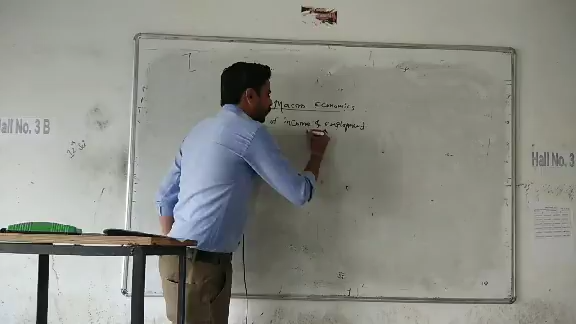 Macro Economics
of income & employment
Hall No. 3 B
Hall No. 3